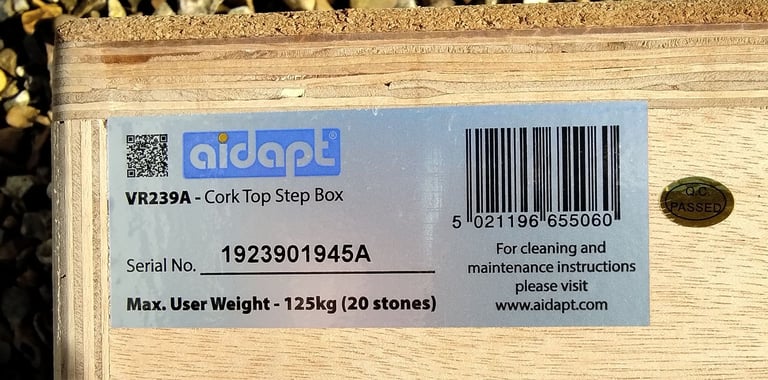 aidapt®
VR239A - Cork Top Step Box
Serial No. 1923901945A
Max. User Weight - 125kg (20 stones)
5 021196 655060
For cleaning and
maintenance instructions
please visit
www.aidapt.com
Q.C.
PASSED